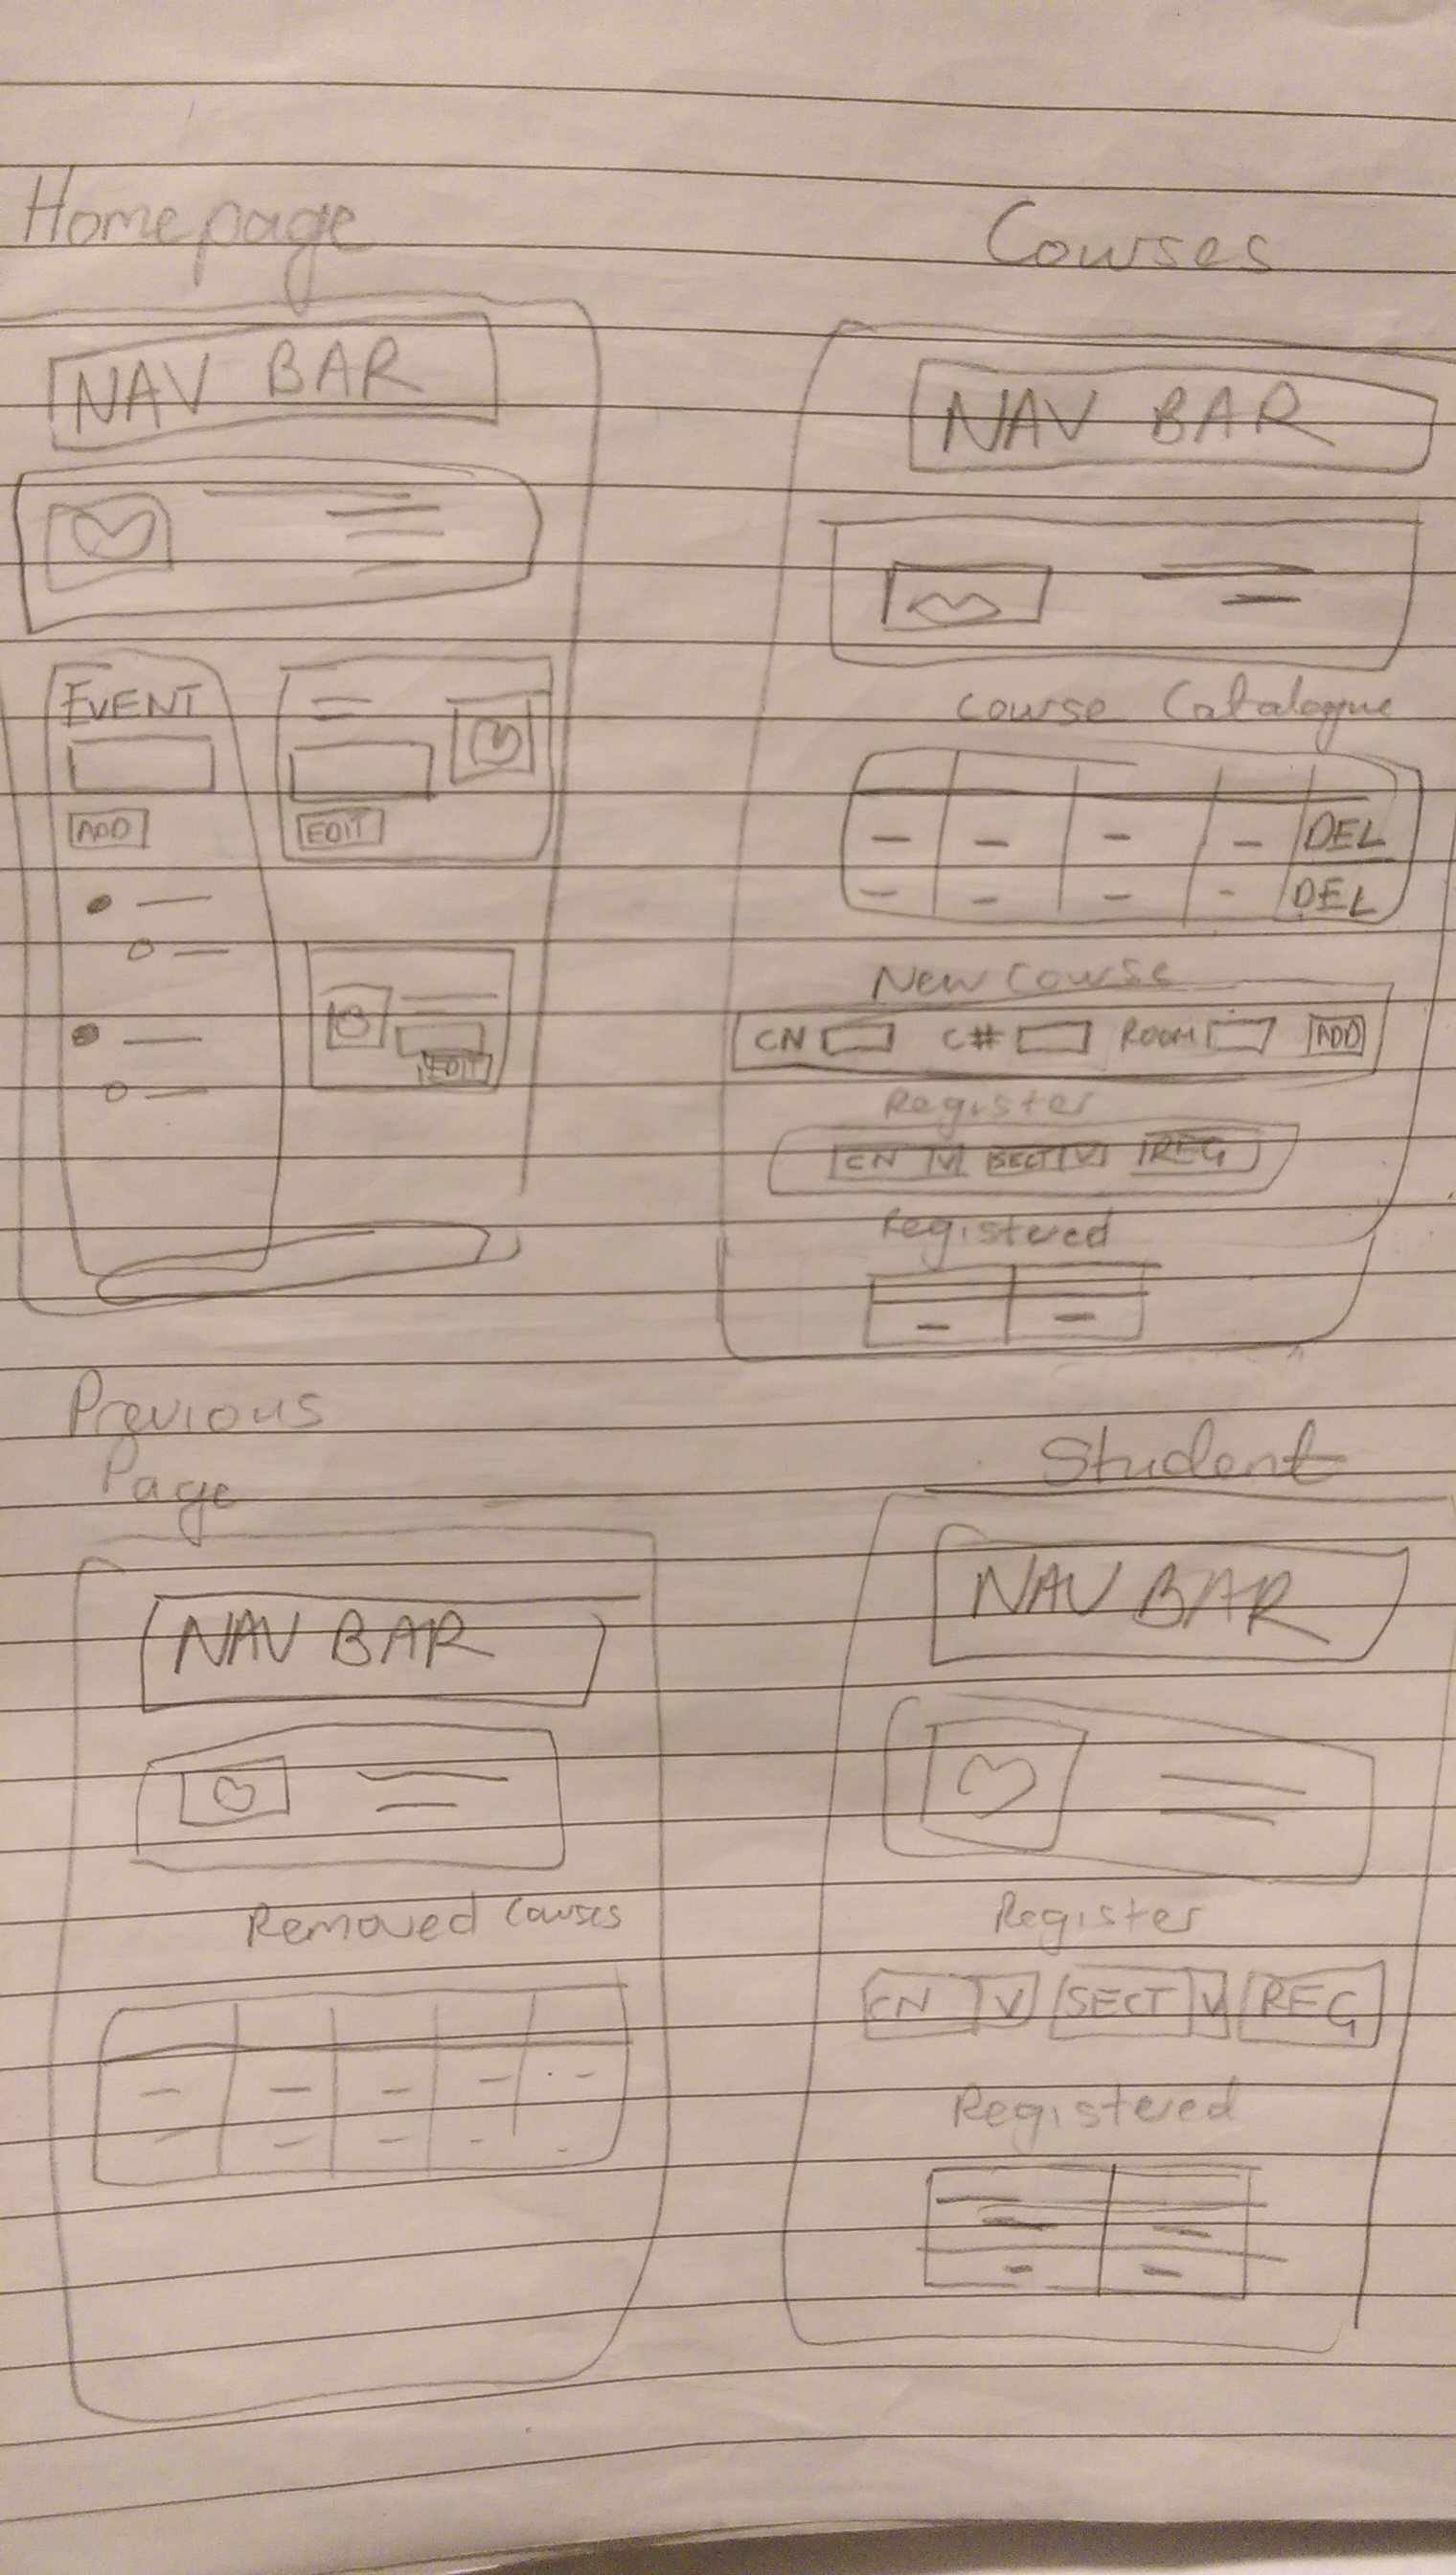 Homepage
NAV BAR
EVENT
ADD
EDIT
EDIT
Courses
NAV BAR
Course Catalogue
DEL
DEL
New Course
CN C# ROOM ADD
Register
CN V SECT V REG
Registered
Previous
Page
NAV BAR
Removed Courses
Student
NAV BAR
Register
CN V SECT V REG
Registered